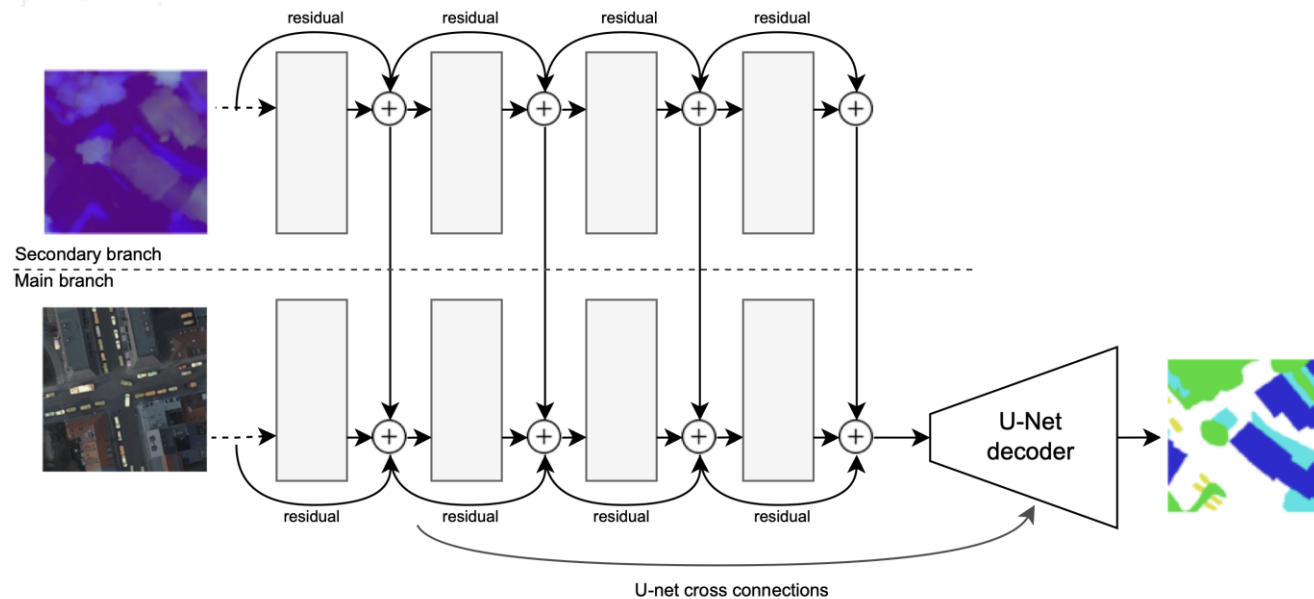 residual
residual
residual
residual
+
+
+
+
Secondary branch
Main branch
+
+
+
+
U-Net
decoder
residual
residual
residual
residual
U-net cross connections